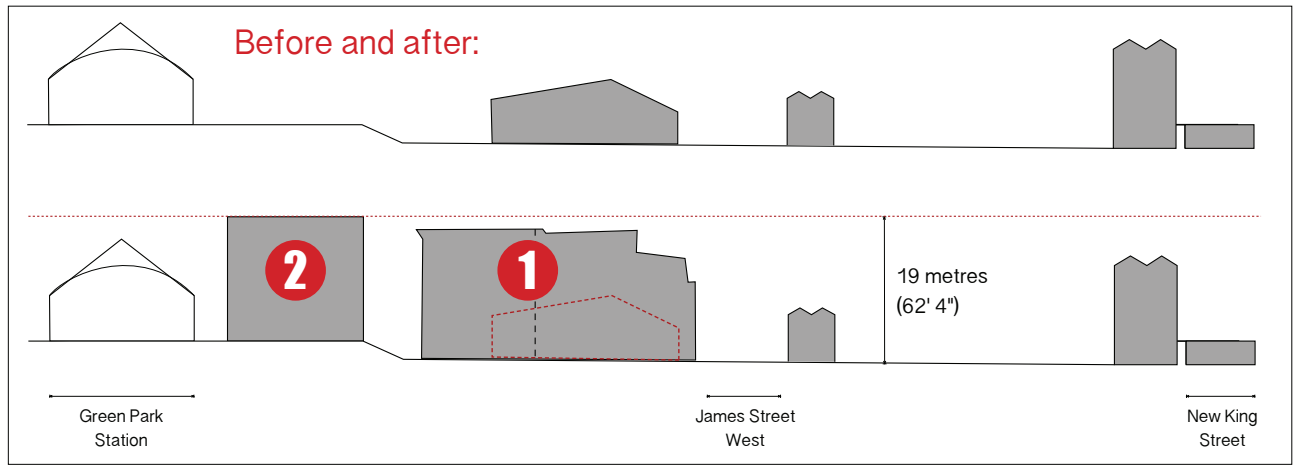 Before and after:
2
1
19 metres
(62' 4")
Green Park
Station
James Street
West
New King
Street